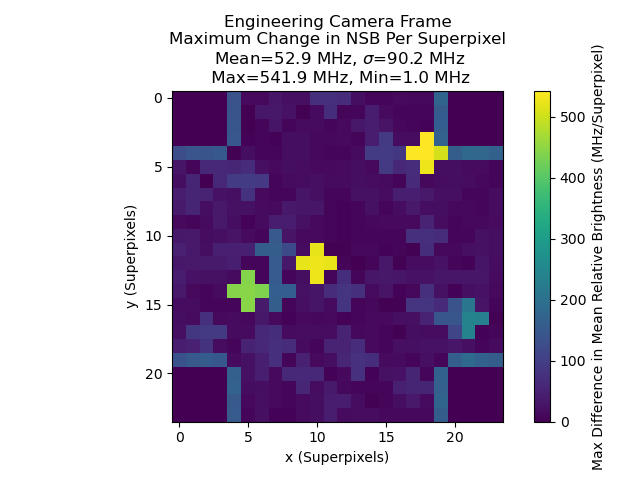 Engineering Camera Frame
Maximum Change in NSB Per Superpixel
Mean=52.9 MHz, σ=90.2 MHz
Max=541.9 MHz, Min=1.0 MHz
0
5
10
15
20
y (Superpixels)
0 5 10 15 20
x (Superpixels)
500
400
300
200
100
0
Max Difference in Mean Relative Brightness (MHz/Superpixel)